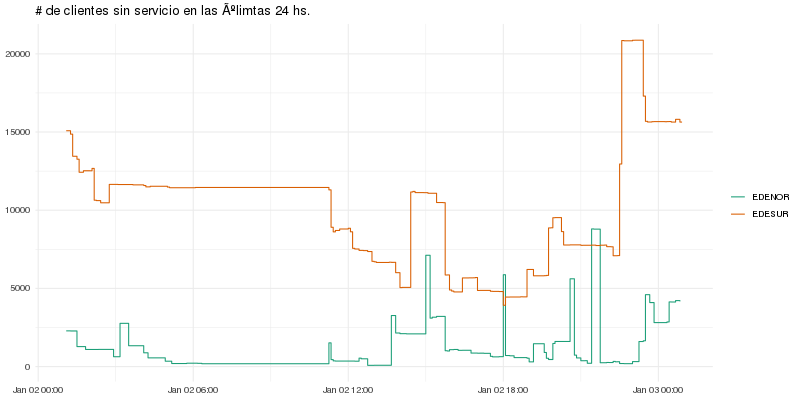 # de clientes sin servicio en las Ãºlimtas 24 hs.
20000
15000
10000
5000
0
Jan 02 00:00
Jan 02 06:00
Jan 02 12:00
Jan 02 18:00
Jan 03 00:00
EDENOR
EDESUR